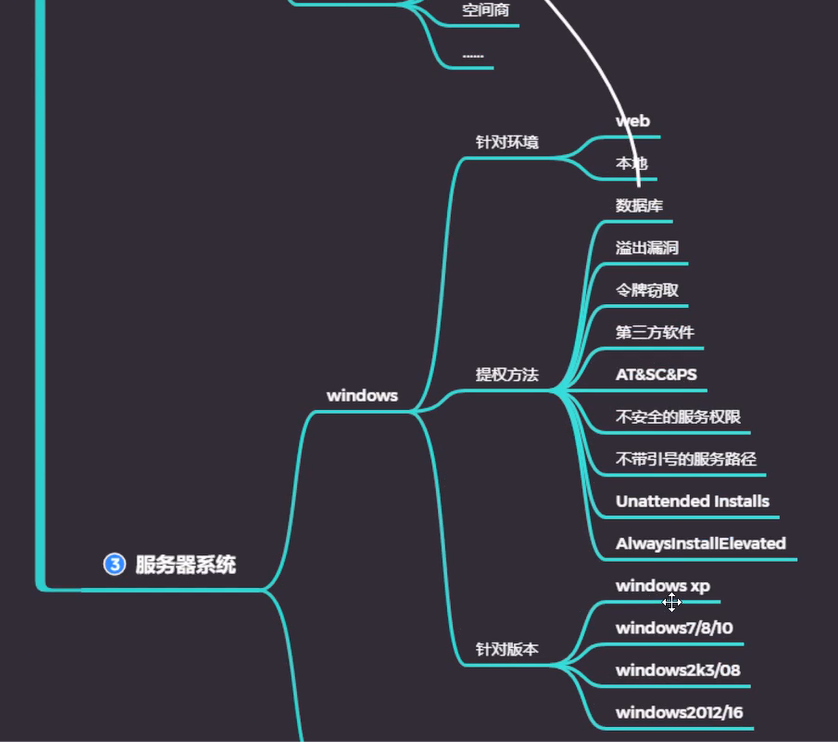 空间商
......
web
针对环境
本地
数据库
溢出漏洞
令牌窃取
第三方软件
提权方法
AT&SC&PS
windows
不安全的服务权限
不带引号的服务路径
Unattended Installs
AlwaysInstallElevated
3 服务器系统
windows xp
windows7/8/10
针对版本
windows2k3/08
windows2012/16